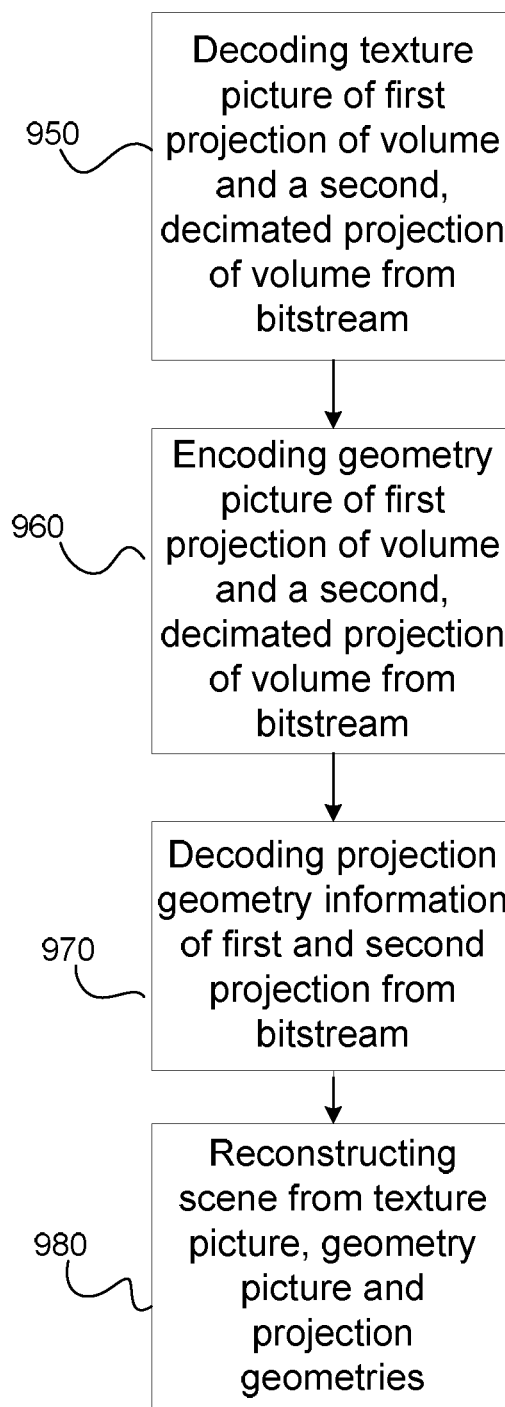 950
Decoding texture
picture of first
projection of volume
and a second,
decimated projection
of volume from
bitstream
960
Encoding geometry
picture of first
projection of volume
and a second,
decimated projection
of volume from
bitstream
970
Decoding projection
geometry information
of first and second
projection from
bitstream
980
Reconstructing
scene from texture
picture, geometry
picture and
projection
geometries